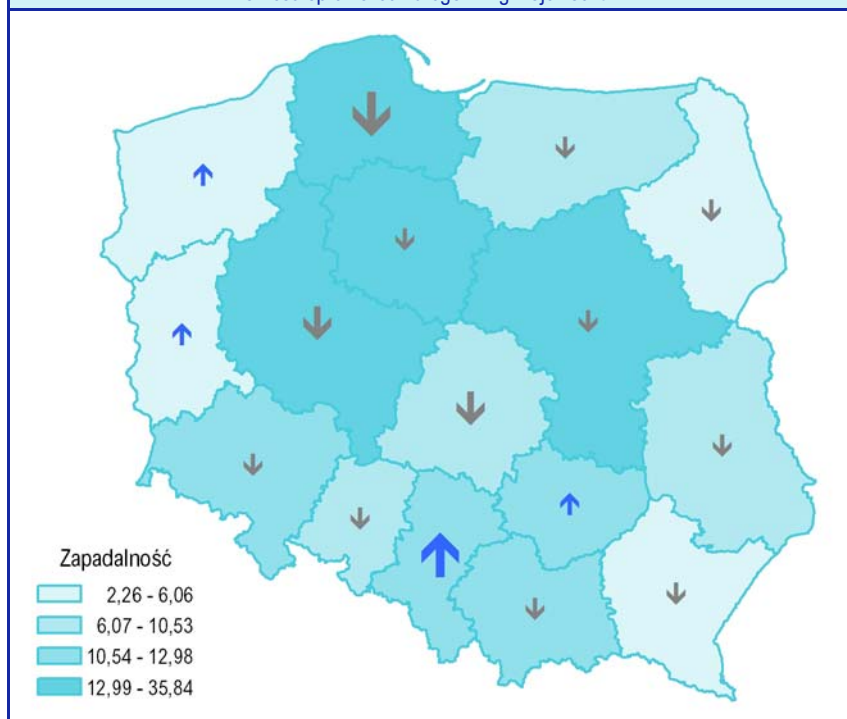 Zapadalność
2,26 - 6,06
6,07 - 10,53
10,54 - 12,98
12,99 - 35,84